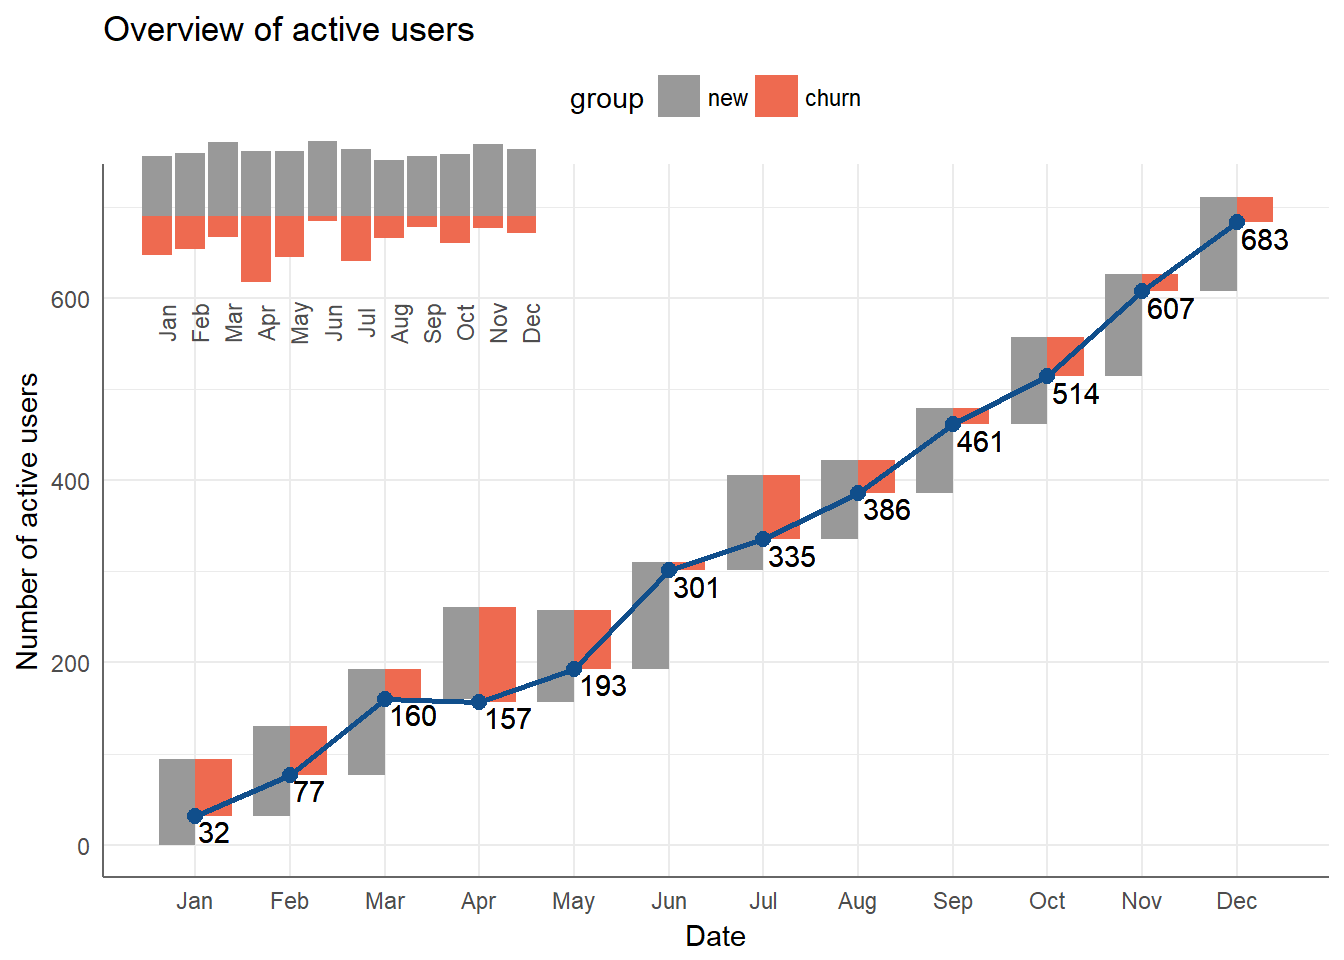 Overview of active users
group new churn
Jan Feb Mar Apr May Jun Jul Aug Sep Oct Nov Dec
Number of active users
600
400
200
0
683
607
514
461
386
335
301
193
157
160
77
32
Jan Feb Mar Apr May Jun Jul Aug Sep Oct Nov Dec
Date